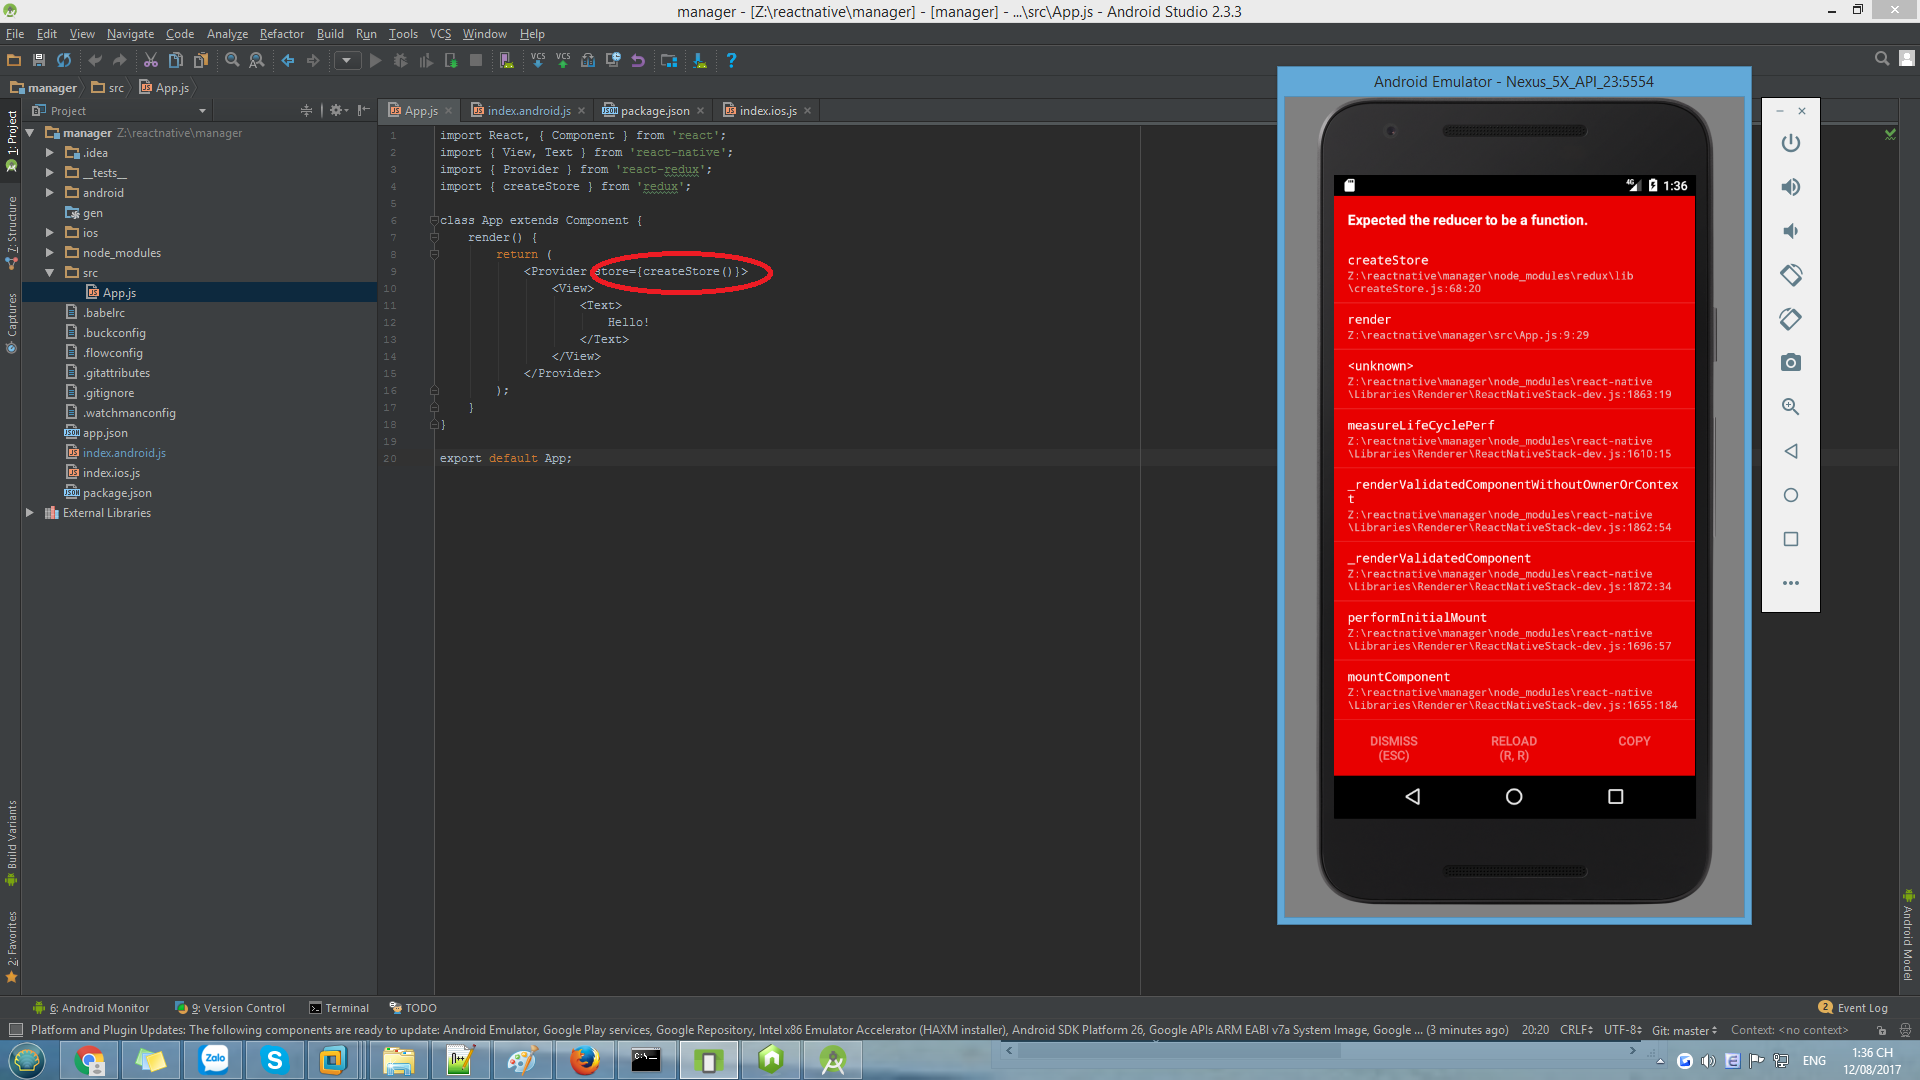 manager - [Z:\reactnative\manager] - [manager] - ...\src\App.js - Android Studio 2.3.3
File Edit View Navigate Code Analyze Refactor Build Run Tools VCS Window Help
manager src App.js
Project
App.js index.android.js package.json index.ios.js
1: Project
7: Structure
Captures
Build Variants
2: Favorites
manager Z:\reactnative\manager
.idea
__tests__
android
gen
ios
node_modules
src
App.js
.babelrc
.buckconfig
.flowconfig
.gitattributes
.gitignore
.watchmanconfig
app.json
index.android.js
index.ios.js
package.json
External Libraries
1 import React, { Component } from 'react';
2 import { View, Text } from 'react-native';
3 import { Provider } from 'react-redux';
4 import { createStore } from 'redux';
5
6 class App extends Component {
7 render() {
8 return (
9 <Provider store={createStore()}>
10 <View>
11 <Text>
12 Hello!
13 </Text>
14 </View>
15 </Provider>
16 );
17 }
18 }
19
20 export default App;
Android Emulator - Nexus_5X_API_23:5554
4G 1:36
Expected the reducer to be a function.
createStore
Z:\reactnative\manager\node_modules\redux\lib
\createStore.js:68:20
render
Z:\reactnative\manager\src\App.js:9:29
<unknown>
Z:\reactnative\manager\node_modules\react-native
\Libraries\Renderer\ReactNativeStack-dev.js:1863:19
measureLifeCyclePerf
Z:\reactnative\manager\node_modules\react-native
\Libraries\Renderer\ReactNativeStack-dev.js:1610:15
_renderValidatedComponentWithoutOwnerOrContex
t
Z:\reactnative\manager\node_modules\react-native
\Libraries\Renderer\ReactNativeStack-dev.js:1862:54
_renderValidatedComponent
Z:\reactnative\manager\node_modules\react-native
\Libraries\Renderer\ReactNativeStack-dev.js:1872:34
performInitialMount
Z:\reactnative\manager\node_modules\react-native
\Libraries\Renderer\ReactNativeStack-dev.js:1696:57
mountComponent
Z:\reactnative\manager\node_modules\react-native
\Libraries\Renderer\ReactNativeStack-dev.js:1655:184
DISMISS RELOAD COPY
(ESC) (R, R)
Android Model
6: Android Monitor 9: Version Control Terminal TODO 2 Event Log
Platform and Plugin Updates: The following components are ready to update: Android Emulator, Google Play services, Google Repository, Intel x86 Emulator Accelerator (HAXM installer), Android SDK Platform 26, Google APIs ARM EABI v7a System Image, Google ... (3 minutes ago) 20:20 CRLF UTF-8 Git: master Context: <no context>
Zalo
ENG
1:36 CH
12/08/2017